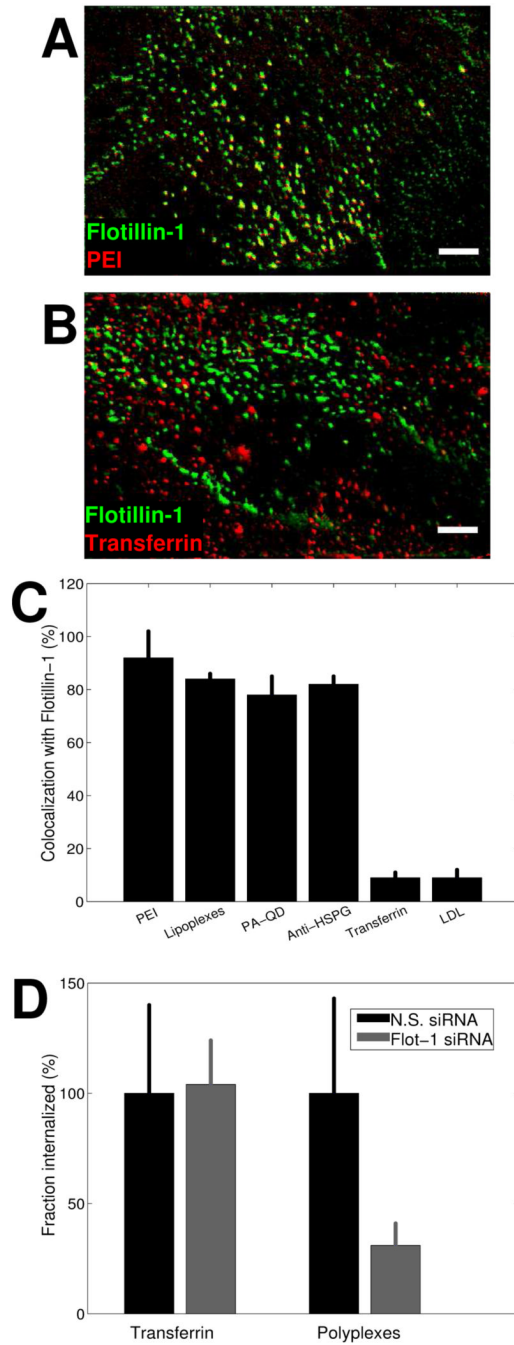 A
Flotillin-1
PEI
B
Flotillin-1
Transferrin
C
Colocalization with Flotillin-1 (%)
120
100
80
60
40
20
0
PEI
Lipoplexes
PA-QD
Anti-HSPG
Transferrin
LDL
D
Fraction internalized (%)
150
100
50
0
N.S. siRNA
Flot-1 siRNA
Transferrin
Polyplexes